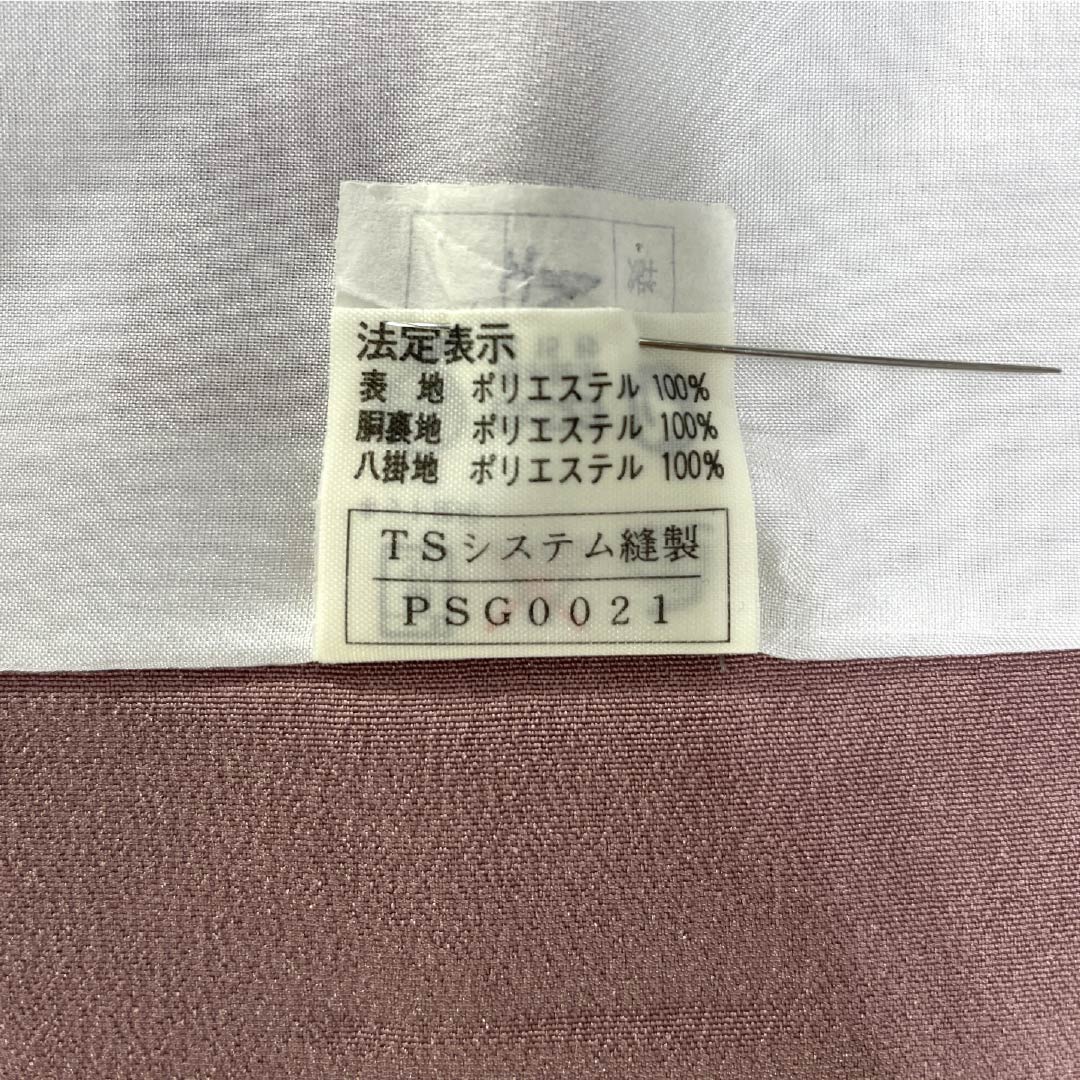 法定表示
表 地 ポリエステル 100%
胴裏地 ポリエステル 100%
八掛地 ポリエステル 100%
TSシステム縫製
PSG0021